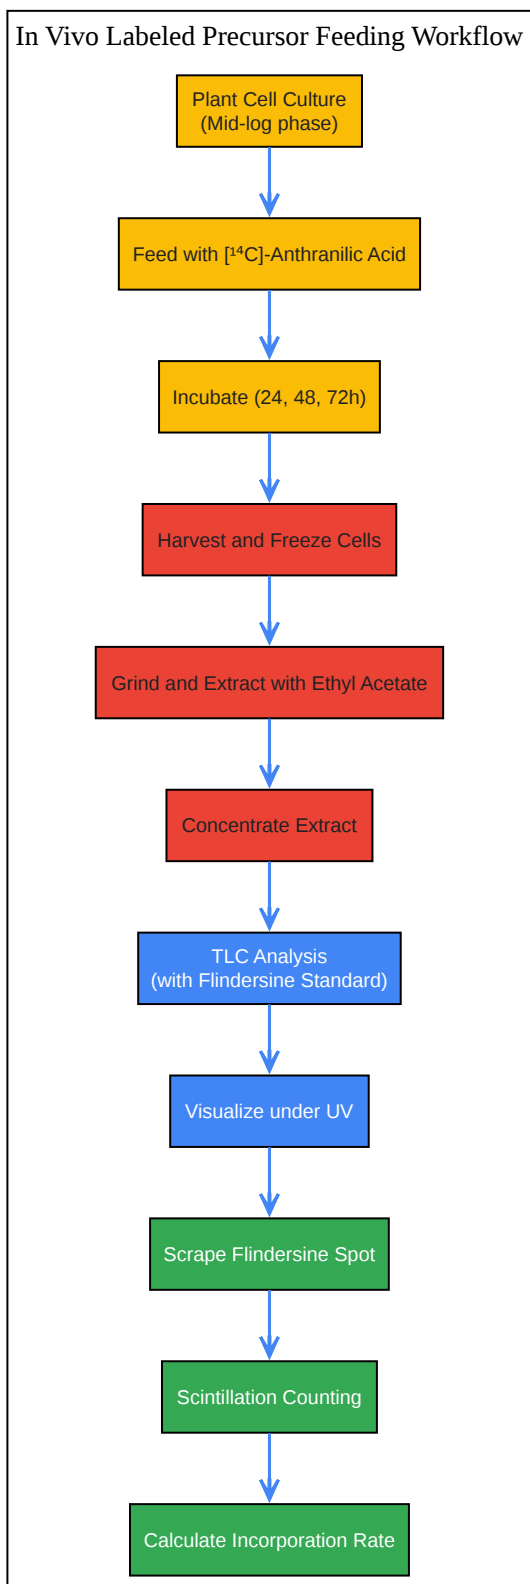 In Vivo Labeled Precursor Feeding Workflow
Plant Cell Culture
(Mid-log phase)
Feed with [¹⁴C]-Anthranilic Acid
Incubate (24, 48, 72h)
Harvest and Freeze Cells
Grind and Extract with Ethyl Acetate
Concentrate Extract
TLC Analysis
(with Flindersine Standard)
Visualize under UV
Scrape Flindersine Spot
Scintillation Counting
Calculate Incorporation Rate